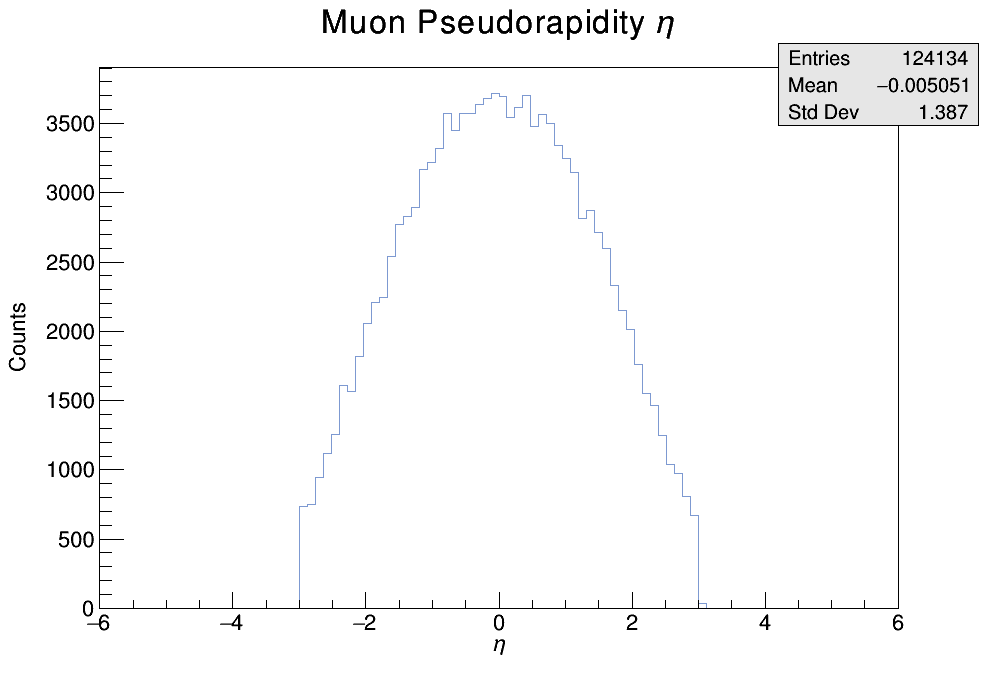 Muon Pseudorapidity η
Entries 124134
Mean −0.005051
Std Dev 1.387
3500
3000
2500
2000
1500
1000
500
0
Counts
−6 −4 −2 0 2 4 6
η